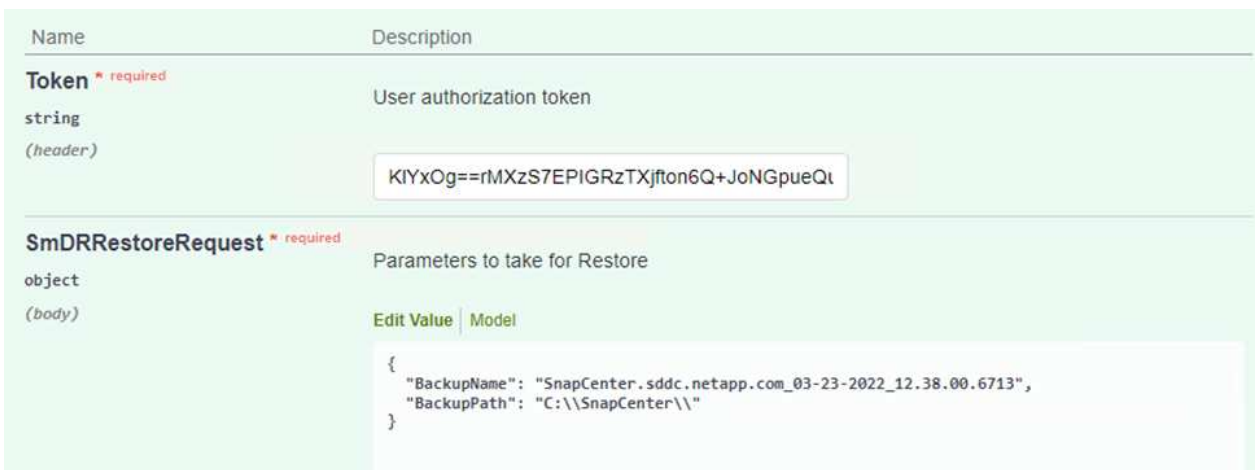 Name Description
Token * required
User authorization token
string
(header)
KlYxOg==rMXzS7EPIGRzTXjfton6Q+JoNGpueQu
SmDRRestoreRequest * required
Parameters to take for Restore
object
(body)
Edit Value | Model
{
"BackupName": "SnapCenter.sddc.netapp.com_03-23-2022_12.38.00.6713",
"BackupPath": "C:\\SnapCenter\\"
}